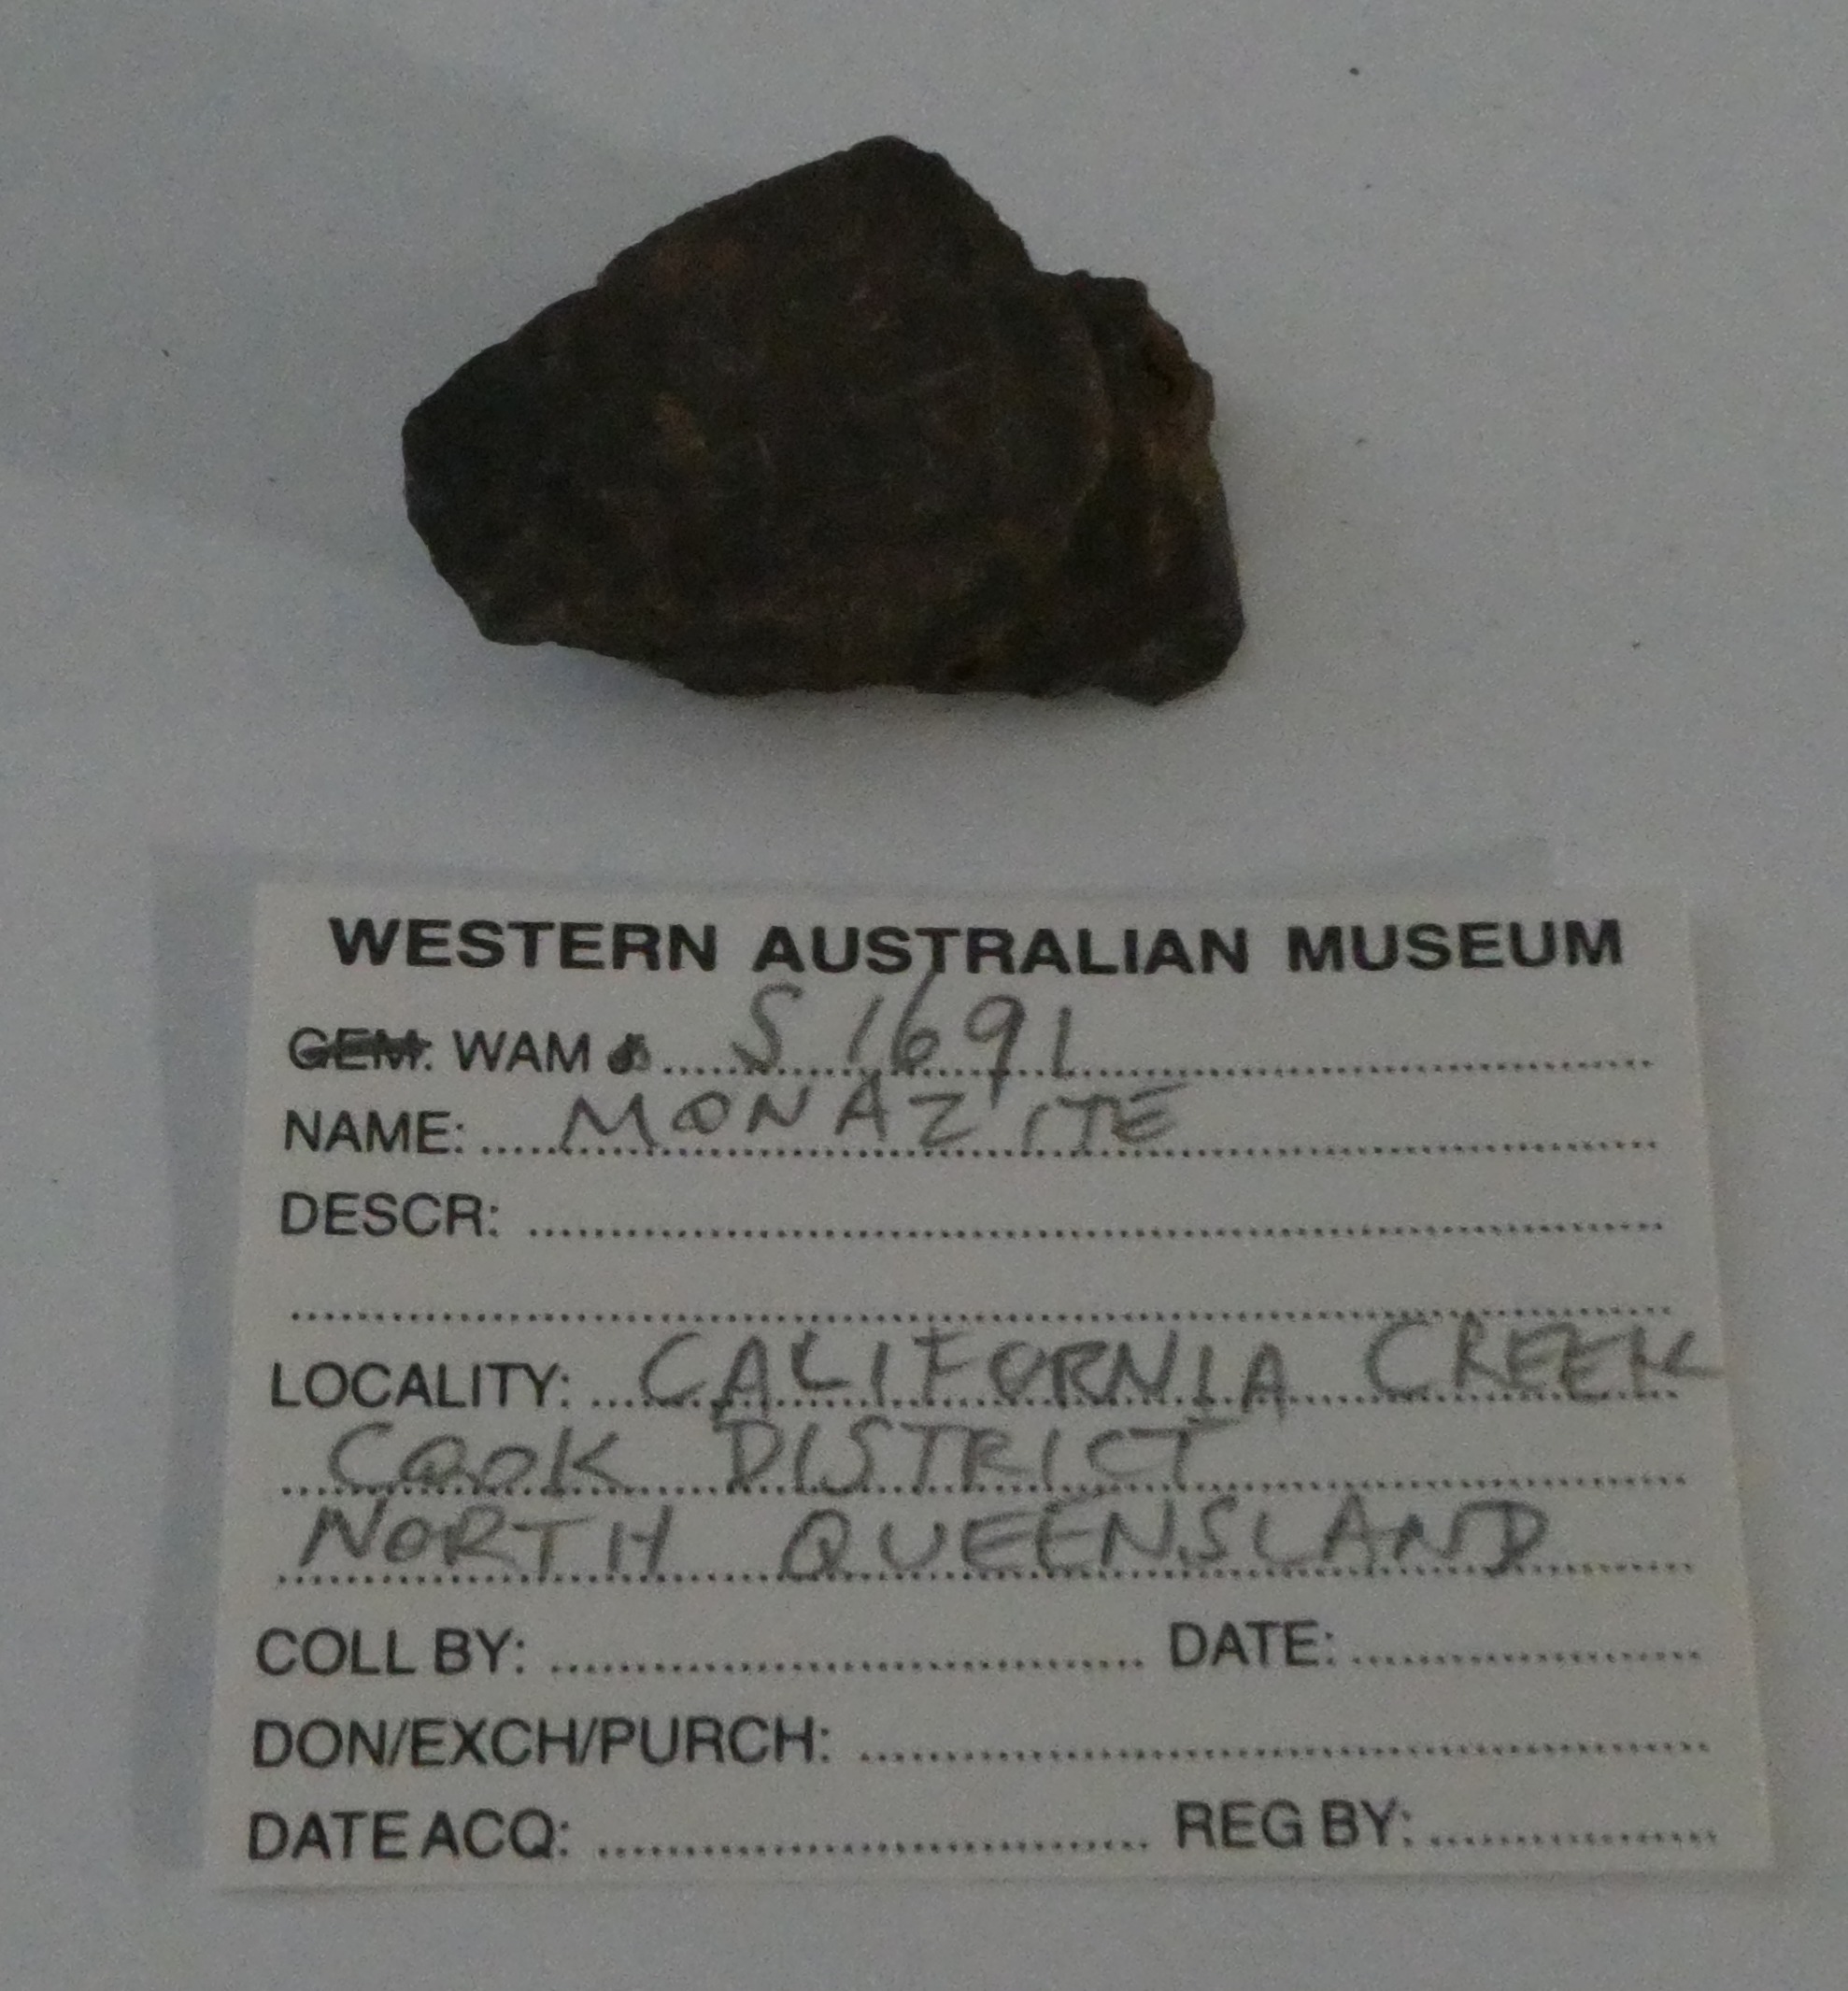 WESTERN AUSTRALIAN MUSEUM
GEM: WAM S 1691
NAME: MONAZITE
DESCR:
LOCALITY: CALIFORNIA CREEK
COOK DISTRICT
NORTH QUEENSLAND
COLL BY: DATE:
DON/EXCH/PURCH:
DATE ACQ: REG BY: